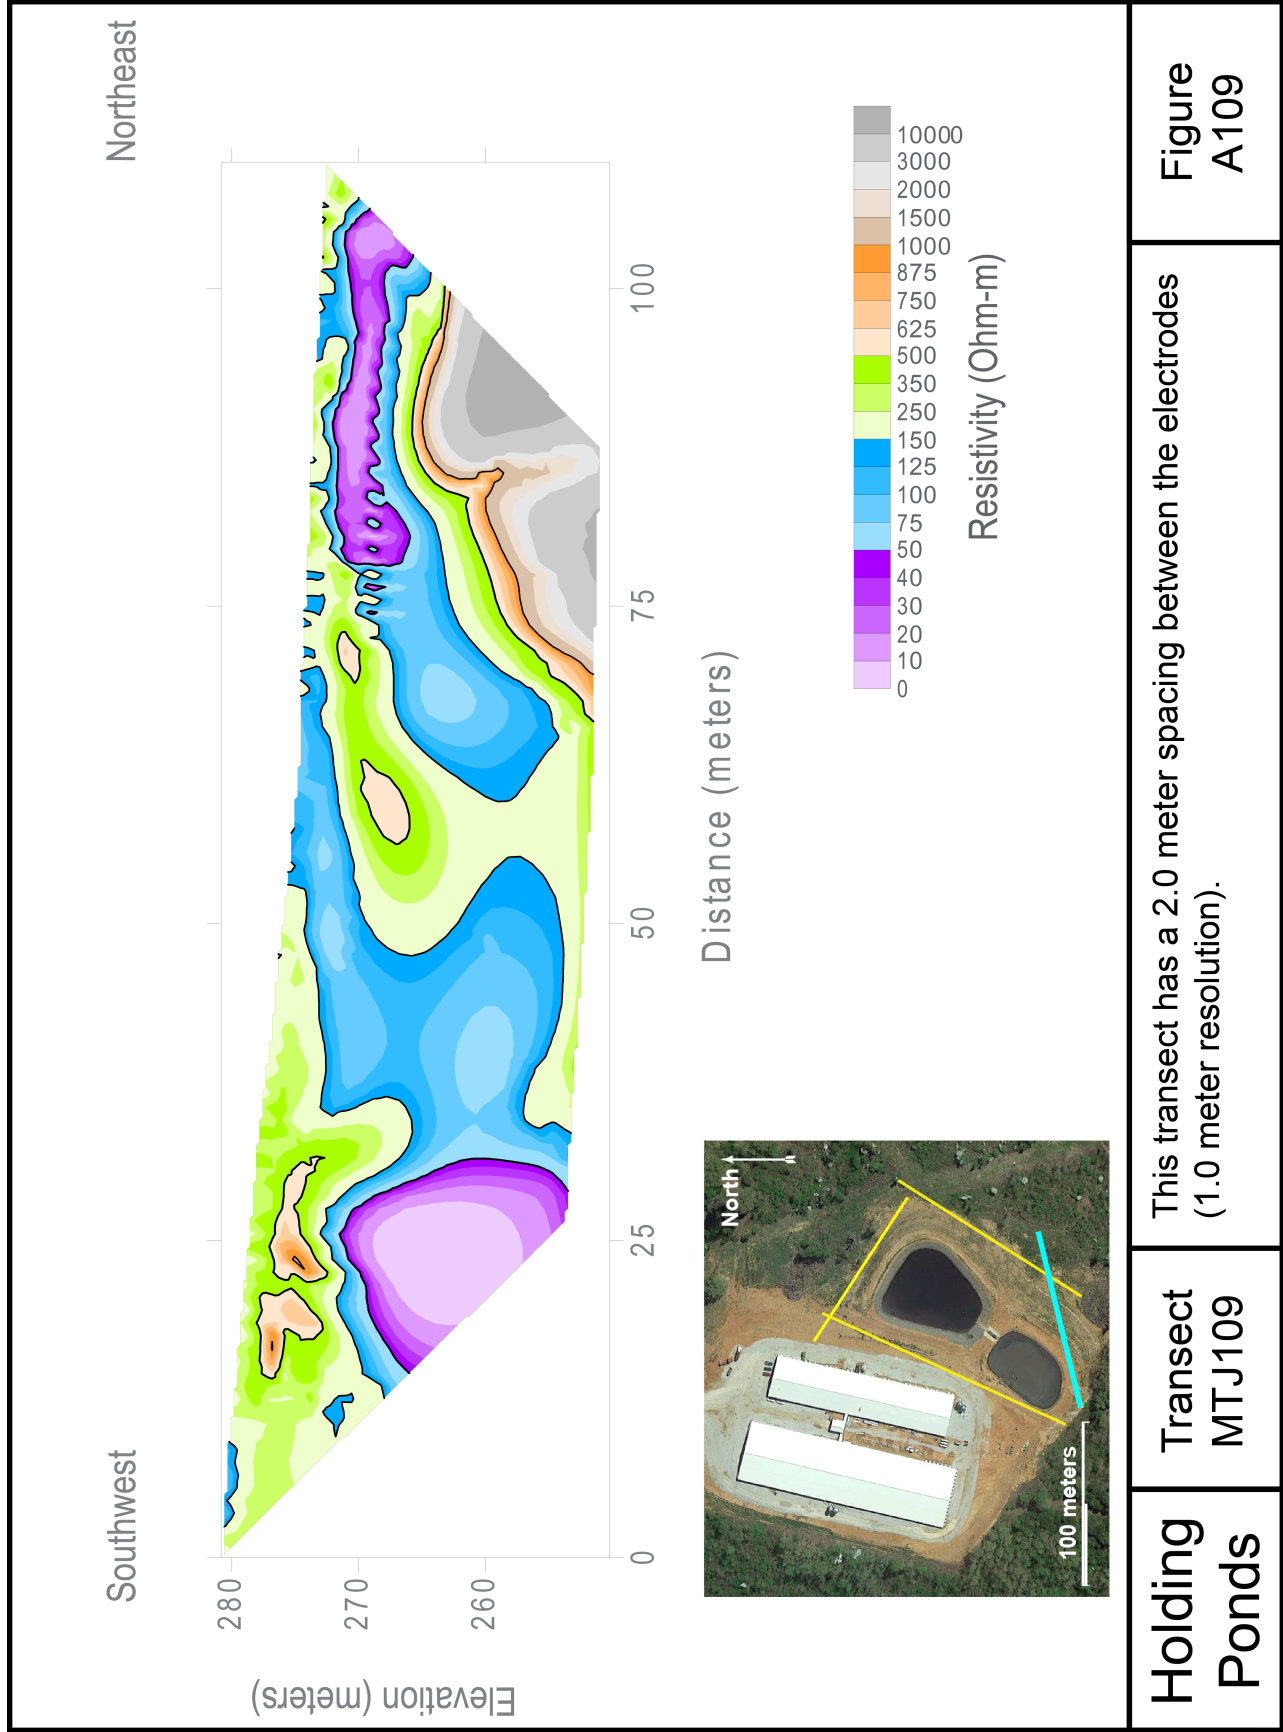 Southwest
Northeast
Elevation (meters)
280
270
260
0
25
50
75
100
Distance (meters)
North
100 meters
0
10
20
30
40
50
75
100
125
150
250
350
500
625
750
875
1000
1500
2000
3000
10000
Resistivity (Ohm-m)
Holding
Ponds
Transect
MTJ109
This transect has a 2.0 meter spacing between the electrodes
(1.0 meter resolution).
Figure
A109